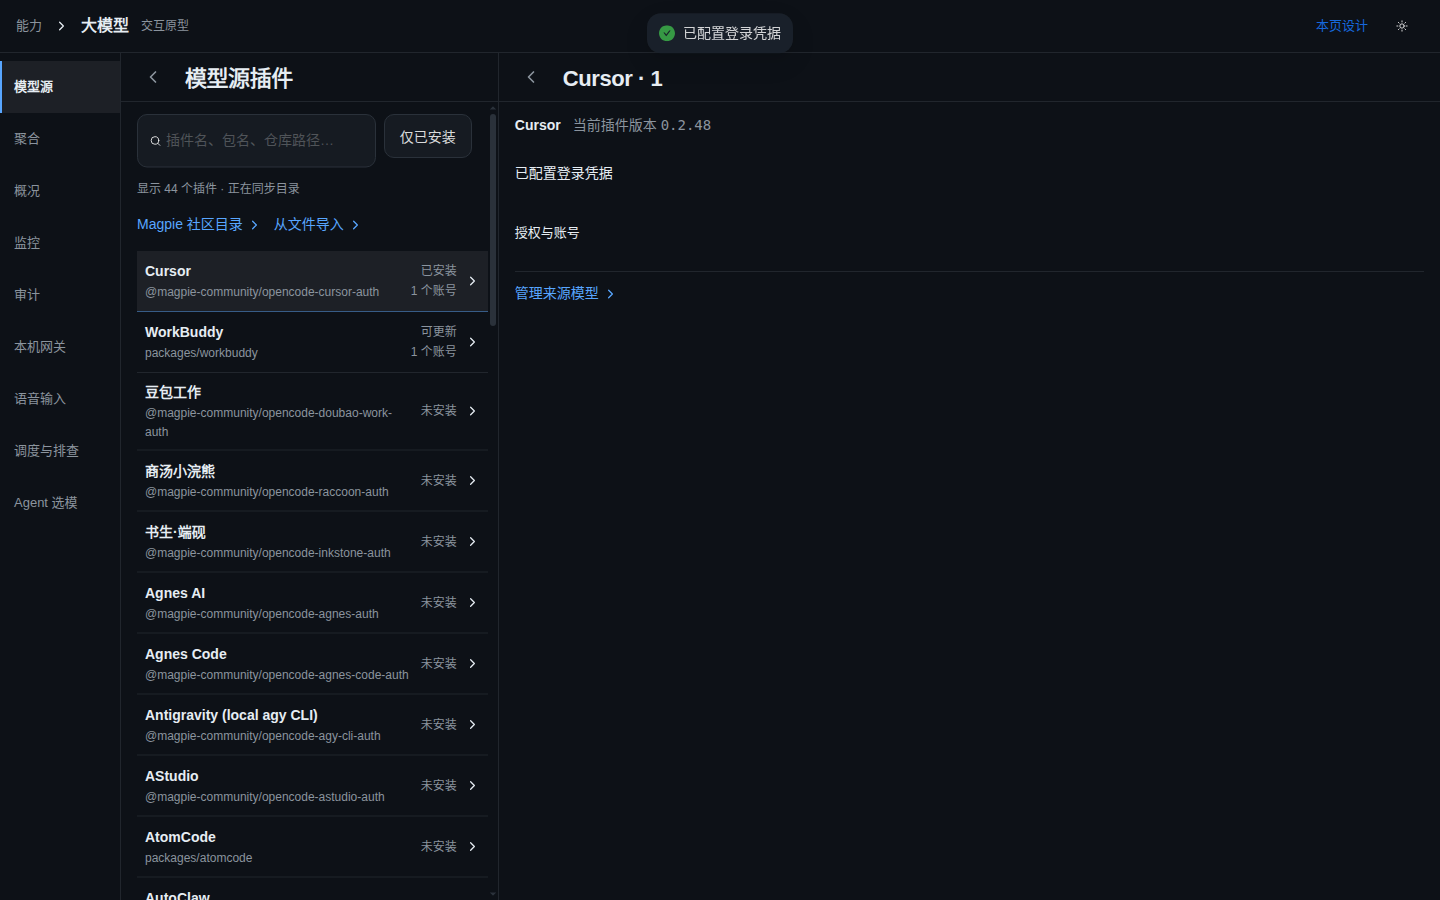 能力
大模型
交互原型
已配置登录凭据
本页设计
模型源
聚合
概况
监控
审计
本机网关
语音输入
调度与排查
Agent 选模
模型源插件
插件名、包名、仓库路径…
仅已安装
显示 44 个插件 · 正在同步目录
Magpie 社区目录
从文件导入
Cursor
@magpie-community/opencode-cursor-auth
已安装
1 个账号
WorkBuddy
packages/workbuddy
可更新
1 个账号
豆包工作
@magpie-community/opencode-doubao-work-
auth
未安装
商汤小浣熊
@magpie-community/opencode-raccoon-auth
未安装
书生·端砚
@magpie-community/opencode-inkstone-auth
未安装
Agnes AI
@magpie-community/opencode-agnes-auth
未安装
Agnes Code
@magpie-community/opencode-agnes-code-auth
未安装
Antigravity (local agy CLI)
@magpie-community/opencode-agy-cli-auth
未安装
AStudio
@magpie-community/opencode-astudio-auth
未安装
AtomCode
packages/atomcode
未安装
AutoClaw
Cursor · 1
Cursor 当前插件版本 0.2.48
已配置登录凭据
授权与账号
管理来源模型